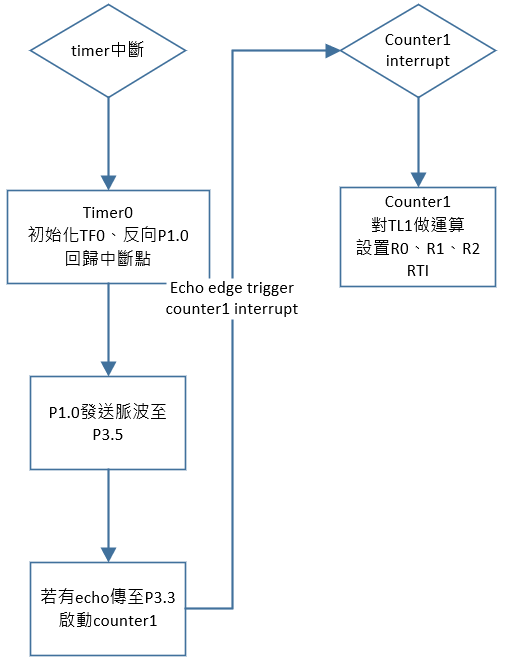 timer中斷
Timer0
初始化TF0、反向P1.0
回歸中斷點
P1.0發送脈波至
P3.5
若有echo傳至P3.3
啟動counter1
Echo edge trigger
counter1 interrupt
Counter1
interrupt
Counter1
對TL1做運算
設置R0、R1、R2
RTI